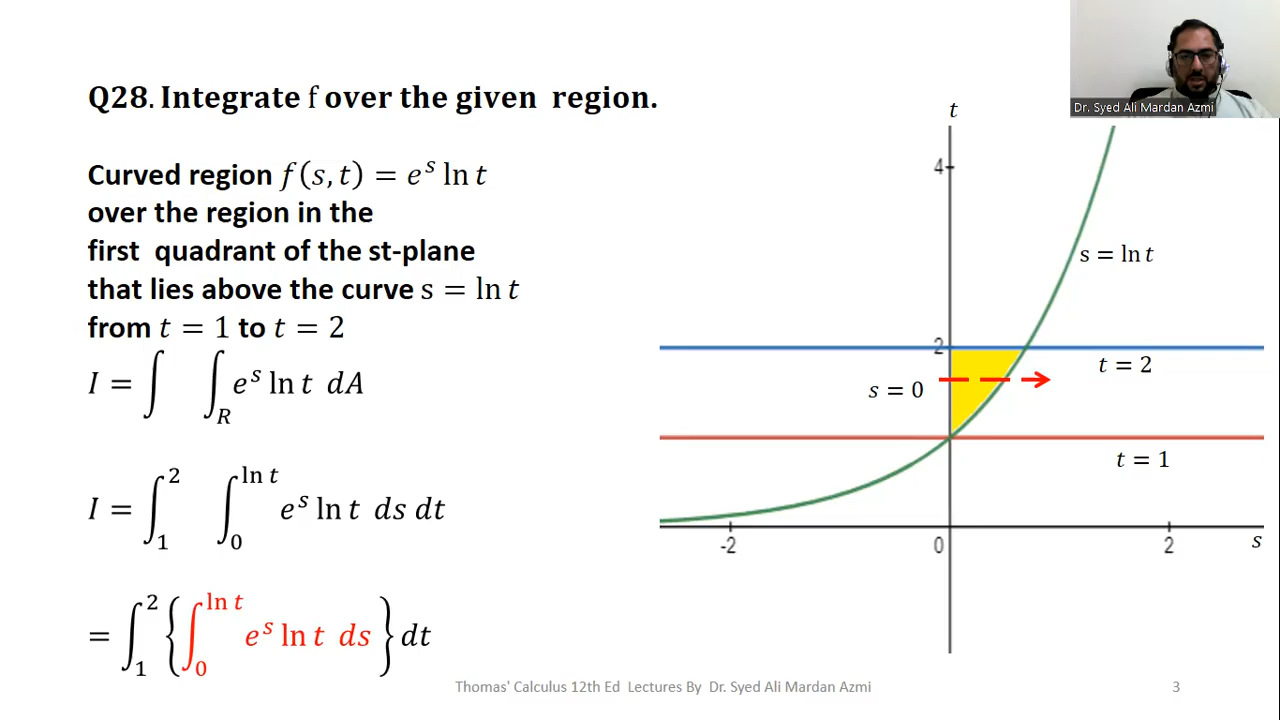 Q28. Integrate f over the given region.
Curved region f(s, t) = e^s ln t
over the region in the
first quadrant of the st-plane
that lies above the curve s = ln t
from t = 1 to t = 2
I = ∫ ∫_R e^s ln t dA
I = ∫_1^2 ∫_0^{ln t} e^s ln t ds dt
= ∫_1^2 {∫_0^{ln t} e^s ln t ds} dt
Dr. Syed Ali Mardan Azmi
t
4
s = ln t
2
t = 2
s = 0
t = 1
-2
0
2
s
Thomas' Calculus 12th Ed Lectures By Dr. Syed Ali Mardan Azmi
3